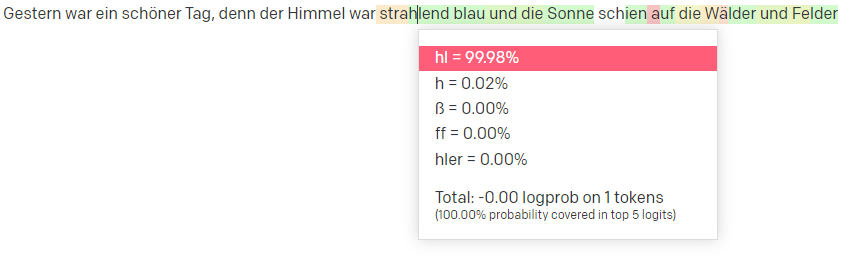 Gestern war ein schöner Tag, denn der Himmel war strahlend blau und die Sonne schien auf die Wälder und Felder
hl = 99.98%
h = 0.02%
ß = 0.00%
ff = 0.00%
hler = 0.00%
Total: -0.00 logprob on 1 tokens
(100.00% probability covered in top 5 logits)